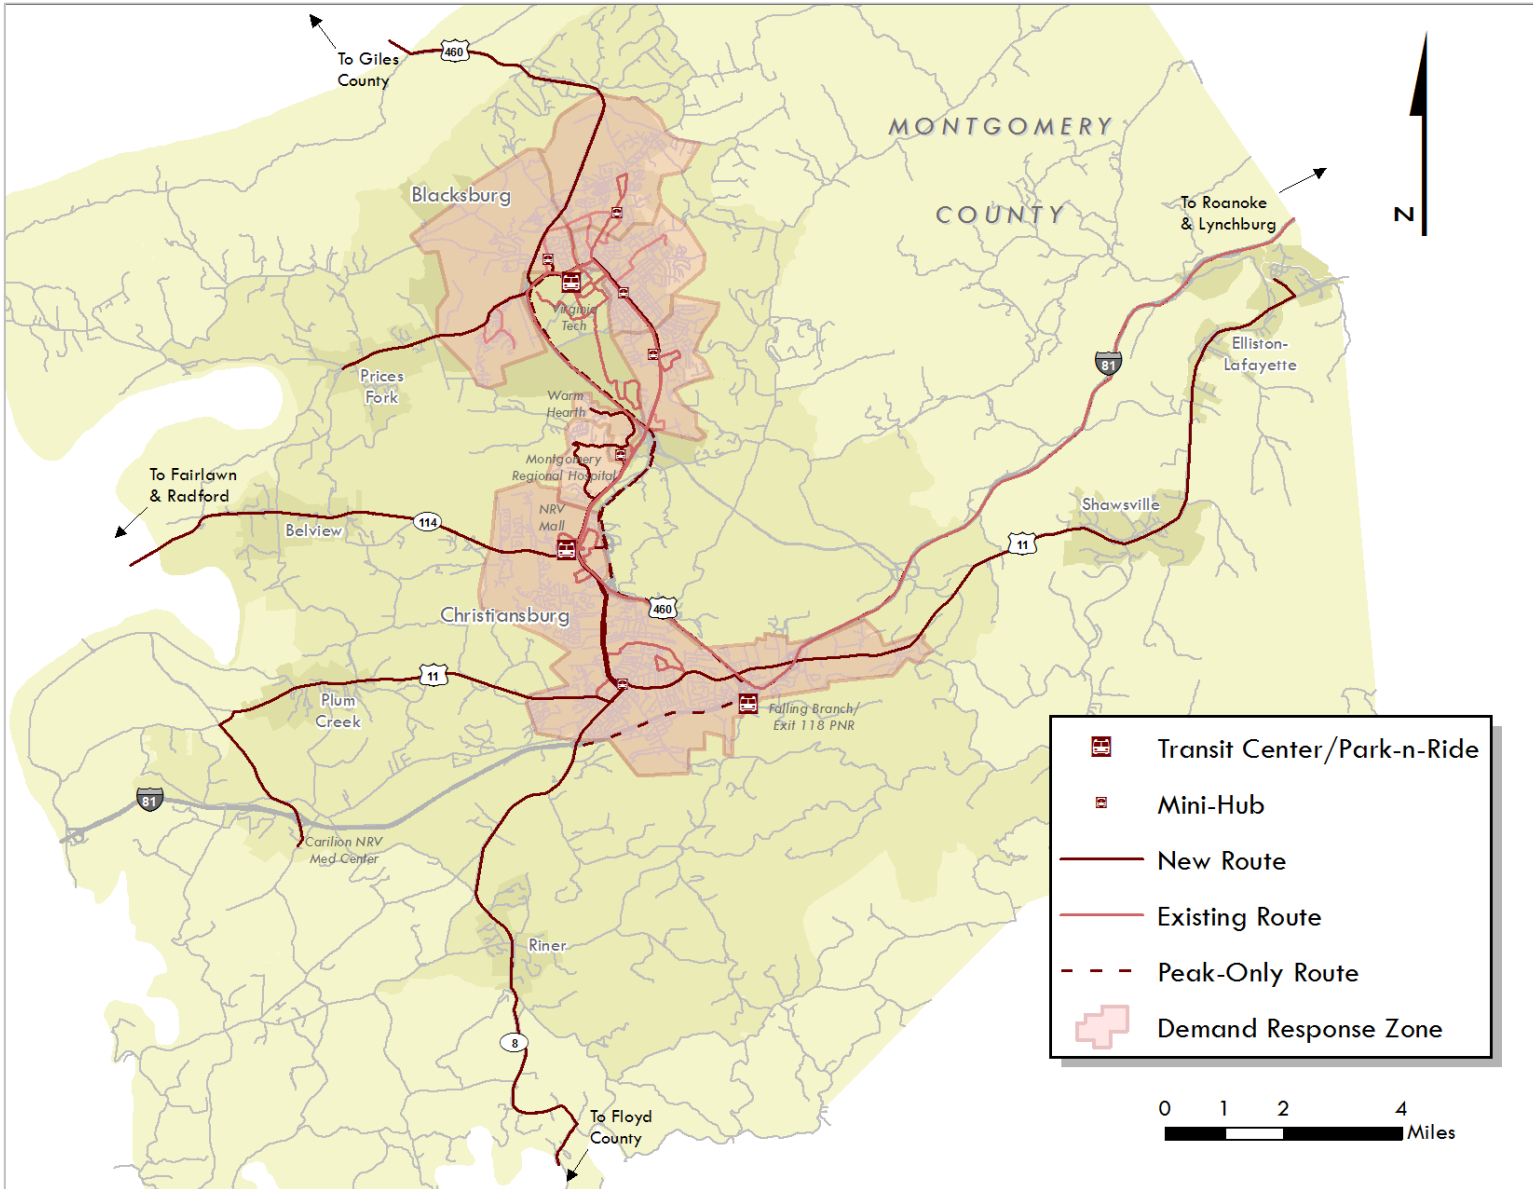 To Giles
County
460
MONTGOMERY
COUNTY
Blacksburg
To Roanoke
& Lynchburg
N
Virginia
Tech
Elliston-
Lafayette
81
Prices
Fork
Warm
Hearth
Montgomery
Regional Hospital
To Fairlawn
& Radford
NRV
Mall
Belview
114
Shawsville
11
Christiansburg
460
11
Plum
Creek
Falling Branch/
Exit 118 PNR
81
Carilion NRV
Med Center
Riner
8
To Floyd
County
Transit Center/Park-n-Ride
Mini-Hub
New Route
Existing Route
Peak-Only Route
Demand Response Zone
0 1 2 4
Miles